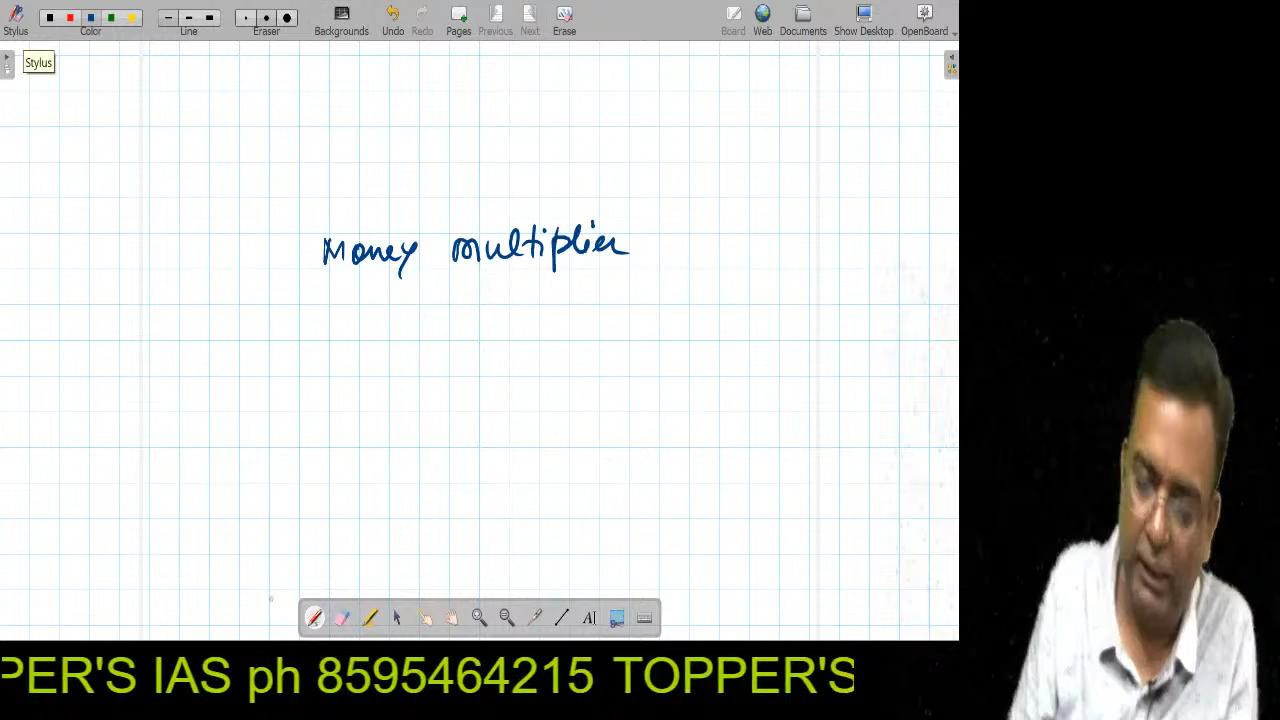 Stylus Color Line Eraser Backgrounds Undo Redo Pages Previous Next Erase Board Web Documents Show Desktop OpenBoard
Stylus
Money multiplier
PER'S IAS ph 8595464215 TOPPER'S